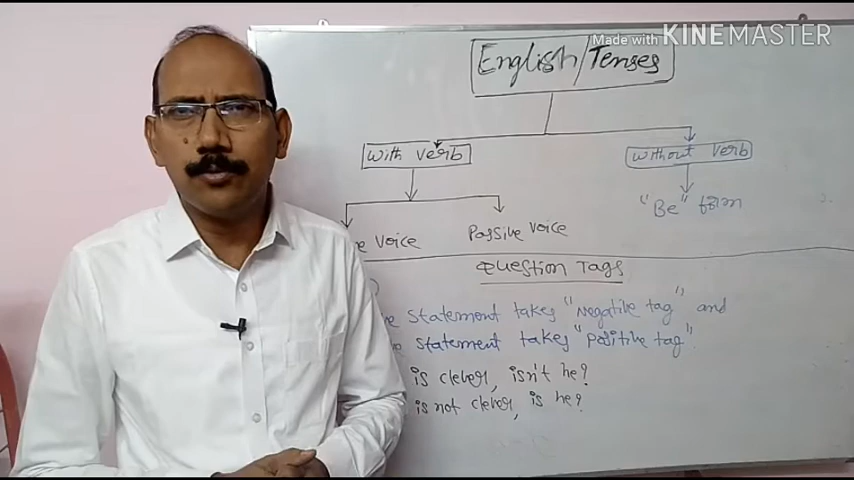 Made with KINEMASTER
English/Tenses
With verb
without verb
"Be" form
e voice
Passive voice
Question Tags
statement takes "negative tag" and
statement takes "Positive tag"
is clever, isn't he?
is not clever, is he?